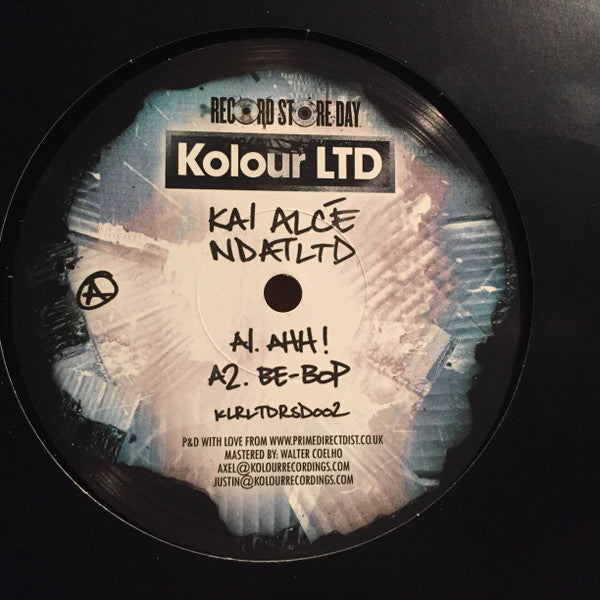 RECORD STORE DAY
Kolour LTD
KAI ALCÉ
NDATLTD
A
A1. AHH!
A2. BE-BOP
KLRLTDRSD002
P&D WITH LOVE FROM WWW.PRIMEDIRECTDIST.CO.UK
MASTERED BY: WALTER COELHO
AXEL@KOLOURRECORDINGS.COM
JUSTIN@KOLOURRECORDINGS.COM